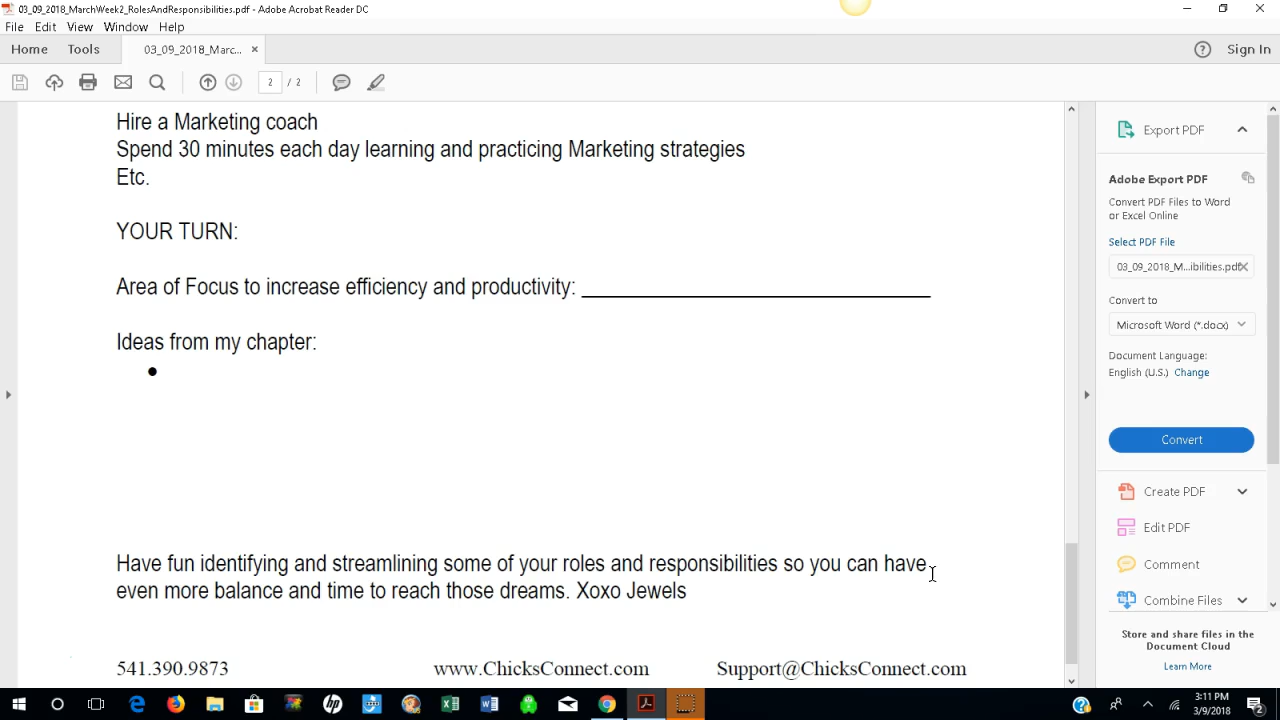 03_09_2018_MarchWeek2_RolesAndResponsibilities.pdf - Adobe Acrobat Reader DC
File Edit View Window Help
Home Tools 03_09_2018_Marc... ×
Sign In
2 / 2
Hire a Marketing coach
Spend 30 minutes each day learning and practicing Marketing strategies
Etc.
YOUR TURN:
Area of Focus to increase efficiency and productivity: ______________________________
Ideas from my chapter:
•
Have fun identifying and streamlining some of your roles and responsibilities so you can have
even more balance and time to reach those dreams. Xoxo Jewels
541.390.9873 www.ChicksConnect.com Support@ChicksConnect.com
Export PDF
Adobe Export PDF
Convert PDF Files to Word
or Excel Online
Select PDF File
03_09_2018_M...ibilities.pdf
Convert to
Microsoft Word (*.docx)
Document Language:
English (U.S.) Change
Convert
Create PDF
Edit PDF
Comment
Combine Files
Store and share files in the
Document Cloud
Learn More
3:11 PM
3/9/2018
2